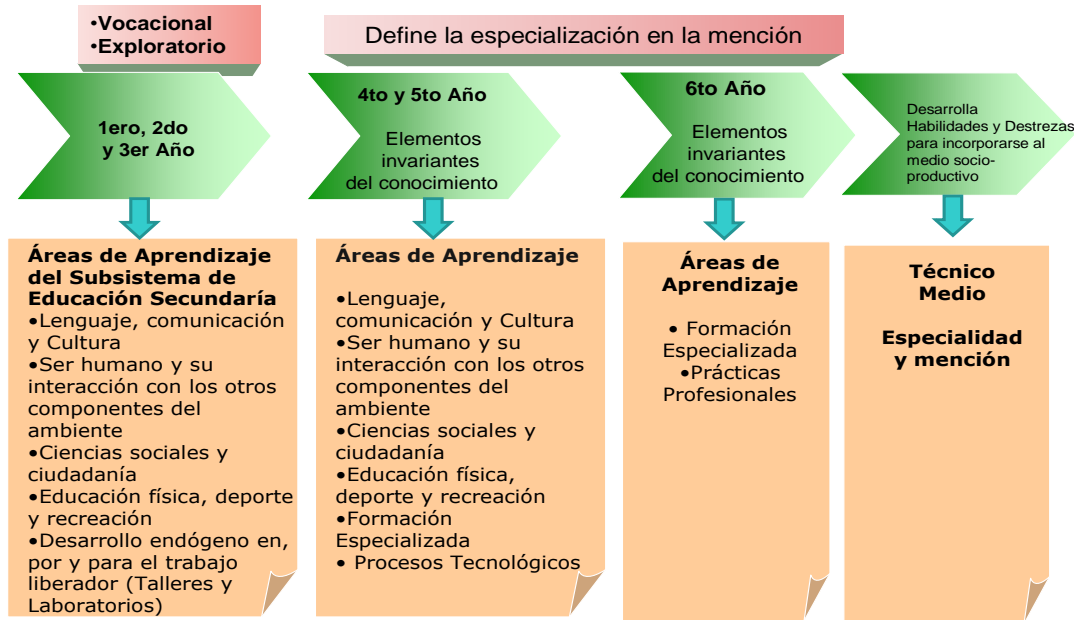 •Vocacional
•Exploratorio
Define la especialización en la mención
1ero, 2do
y 3er Año
4to y 5to Año
Elementos
invariantes
del conocimiento
6to Año
Elementos
invariantes
del conocimiento
Desarrolla
Habilidades y Destrezas
para incorporarse al
medio socio-
productivo
Áreas de Aprendizaje
del Subsistema de
Educación Secundaría
•Lenguaje, comunicación
y Cultura
•Ser humano y su
interacción con los otros
componentes del
ambiente
•Ciencias sociales y
ciudadanía
•Educación física, deporte
y recreación
•Desarrollo endógeno en,
por y para el trabajo
liberador (Talleres y
Laboratorios)
Áreas de Aprendizaje
•Lenguaje,
comunicación y Cultura
•Ser humano y su
interacción con los otros
componentes del
ambiente
•Ciencias sociales y
ciudadanía
•Educación física,
deporte y recreación
•Formación
Especializada
• Procesos Tecnológicos
Áreas de
Aprendizaje
• Formación
Especializada
•Prácticas
Profesionales
Técnico
Medio
Especialidad
y mención